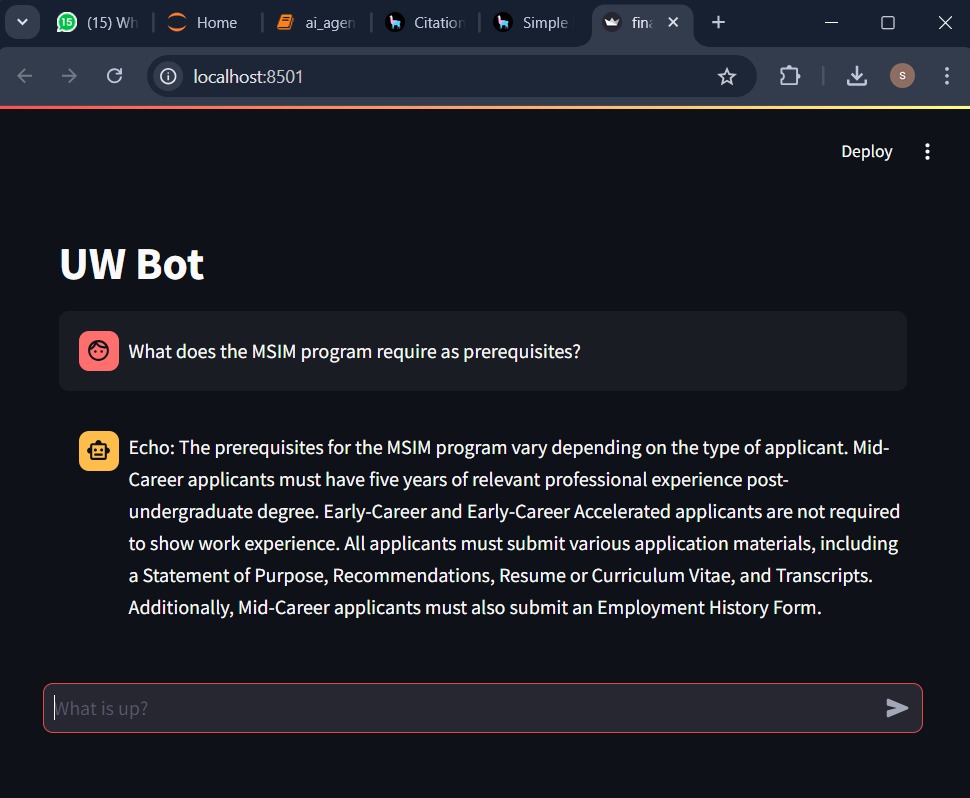 15 (15) Wh
Home
ai_agen
Citation
Simple
fina
localhost:8501
S
Deploy
UW Bot
What does the MSIM program require as prerequisites?
Echo: The prerequisites for the MSIM program vary depending on the type of applicant. Mid-
Career applicants must have five years of relevant professional experience post-
undergraduate degree. Early-Career and Early-Career Accelerated applicants are not required
to show work experience. All applicants must submit various application materials, including
a Statement of Purpose, Recommendations, Resume or Curriculum Vitae, and Transcripts.
Additionally, Mid-Career applicants must also submit an Employment History Form.
What is up?